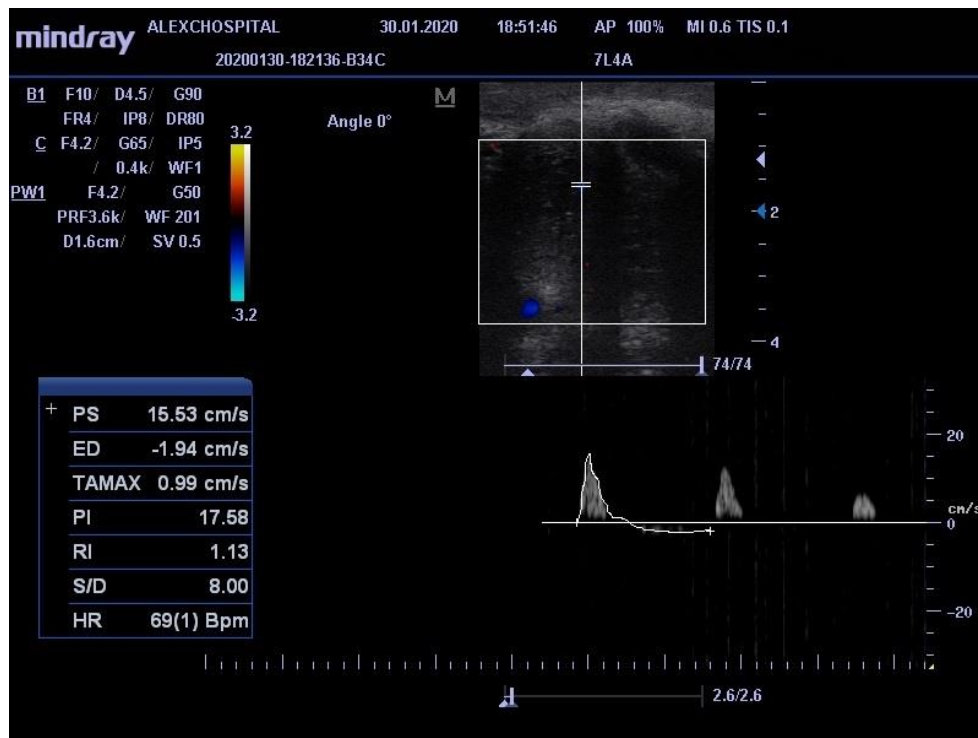 mindray ALEXCHOSPITAL 30.01.2020 18:51:46 AP 100% MI 0.6 TIS 0.1
20200130-182136-B34C 7L4A
B1 F10/ D4.5/ G90
FR4/ IP8/ DR80
C F4.2/ G65/ IP5
/ 0.4k/ WF1
PW1 F4.2/ G50
PRF3.6k/ WF 201
D1.6cm/ SV 0.5
3.2
-3.2
M
Angle 0°
2
4
74/74
+ PS 15.53 cm/s
ED -1.94 cm/s
TAMAX 0.99 cm/s
PI 17.58
RI 1.13
S/D 8.00
HR 69(1) Bpm
20
cm/s
0
-20
2.6/2.6